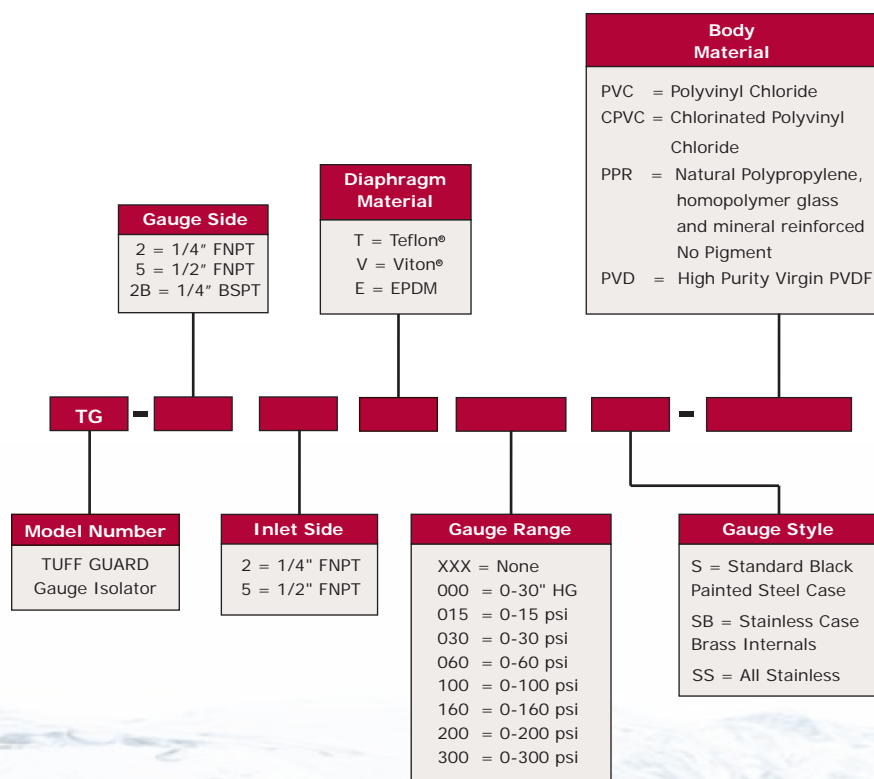 Body
Material
PVC = Polyvinyl Chloride
CPVC = Chlorinated Polyvinyl
Chloride
PPR = Natural Polypropylene,
homopolymer glass
and mineral reinforced
No Pigment
PVD = High Purity Virgin PVDF
Diaphragm
Material
T = Teflon®
V = Viton®
E = EPDM
Gauge Side
2 = 1/4″ FNPT
5 = 1/2″ FNPT
2B = 1/4″ BSPT
TG - -
Model Number
TUFF GUARD
Gauge Isolator
Inlet Side
2 = 1/4" FNPT
5 = 1/2" FNPT
Gauge Range
XXX = None
000 = 0-30" HG
015 = 0-15 psi
030 = 0-30 psi
060 = 0-60 psi
100 = 0-100 psi
160 = 0-160 psi
200 = 0-200 psi
300 = 0-300 psi
Gauge Style
S = Standard Black
Painted Steel Case
SB = Stainless Case
Brass Internals
SS = All Stainless